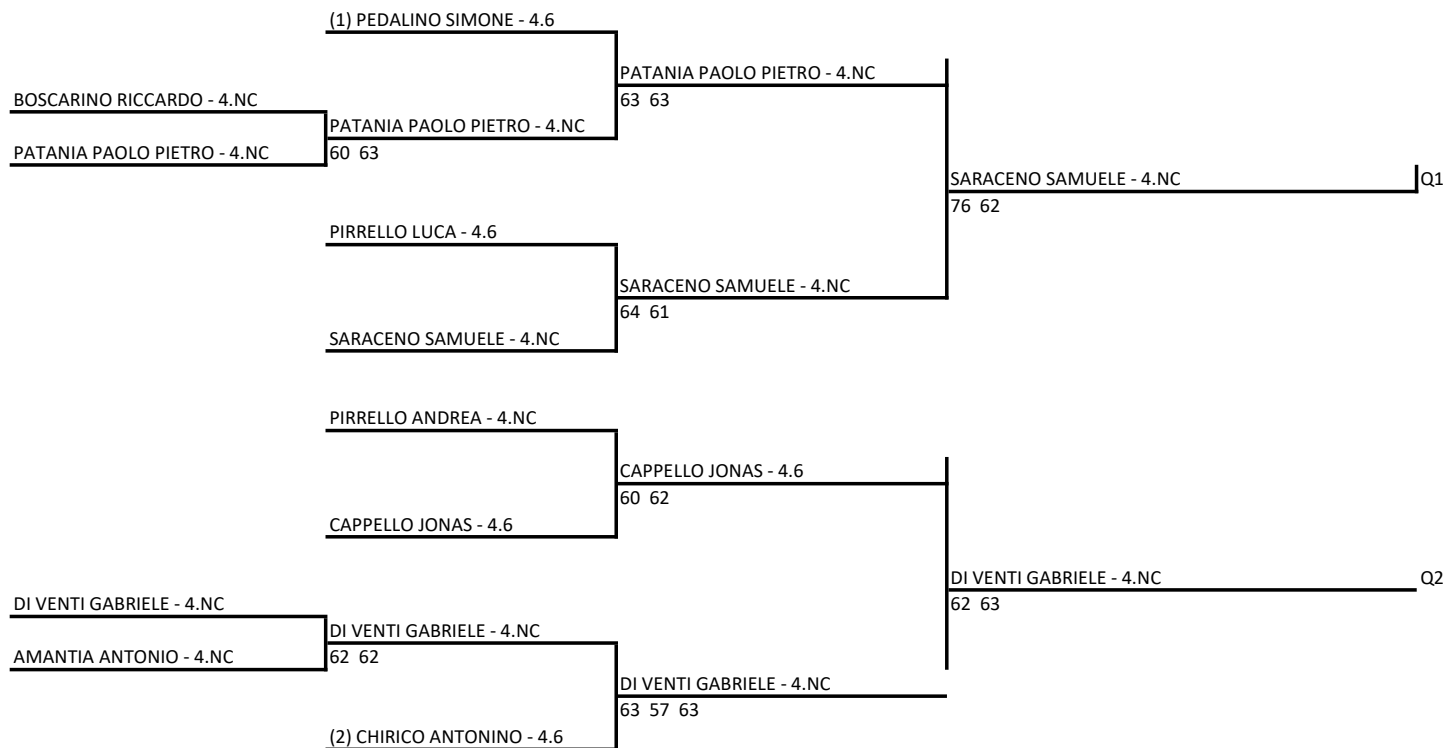 (1) PEDALINO SIMONE - 4.6
PATANIA PAOLO PIETRO - 4.NC
BOSCARINO RICCARDO - 4.NC
63 63
PATANIA PAOLO PIETRO - 4.NC
PATANIA PAOLO PIETRO - 4.NC
60 63
SARACENO SAMUELE - 4.NC
Q1
76 62
PIRRELLO LUCA - 4.6
SARACENO SAMUELE - 4.NC
64 61
SARACENO SAMUELE - 4.NC
PIRRELLO ANDREA - 4.NC
CAPPELLO JONAS - 4.6
60 62
CAPPELLO JONAS - 4.6
DI VENTI GABRIELE - 4.NC
Q2
62 63
DI VENTI GABRIELE - 4.NC
DI VENTI GABRIELE - 4.NC
AMANTIA ANTONIO - 4.NC
62 62
DI VENTI GABRIELE - 4.NC
63 57 63
(2) CHIRICO ANTONINO - 4.6